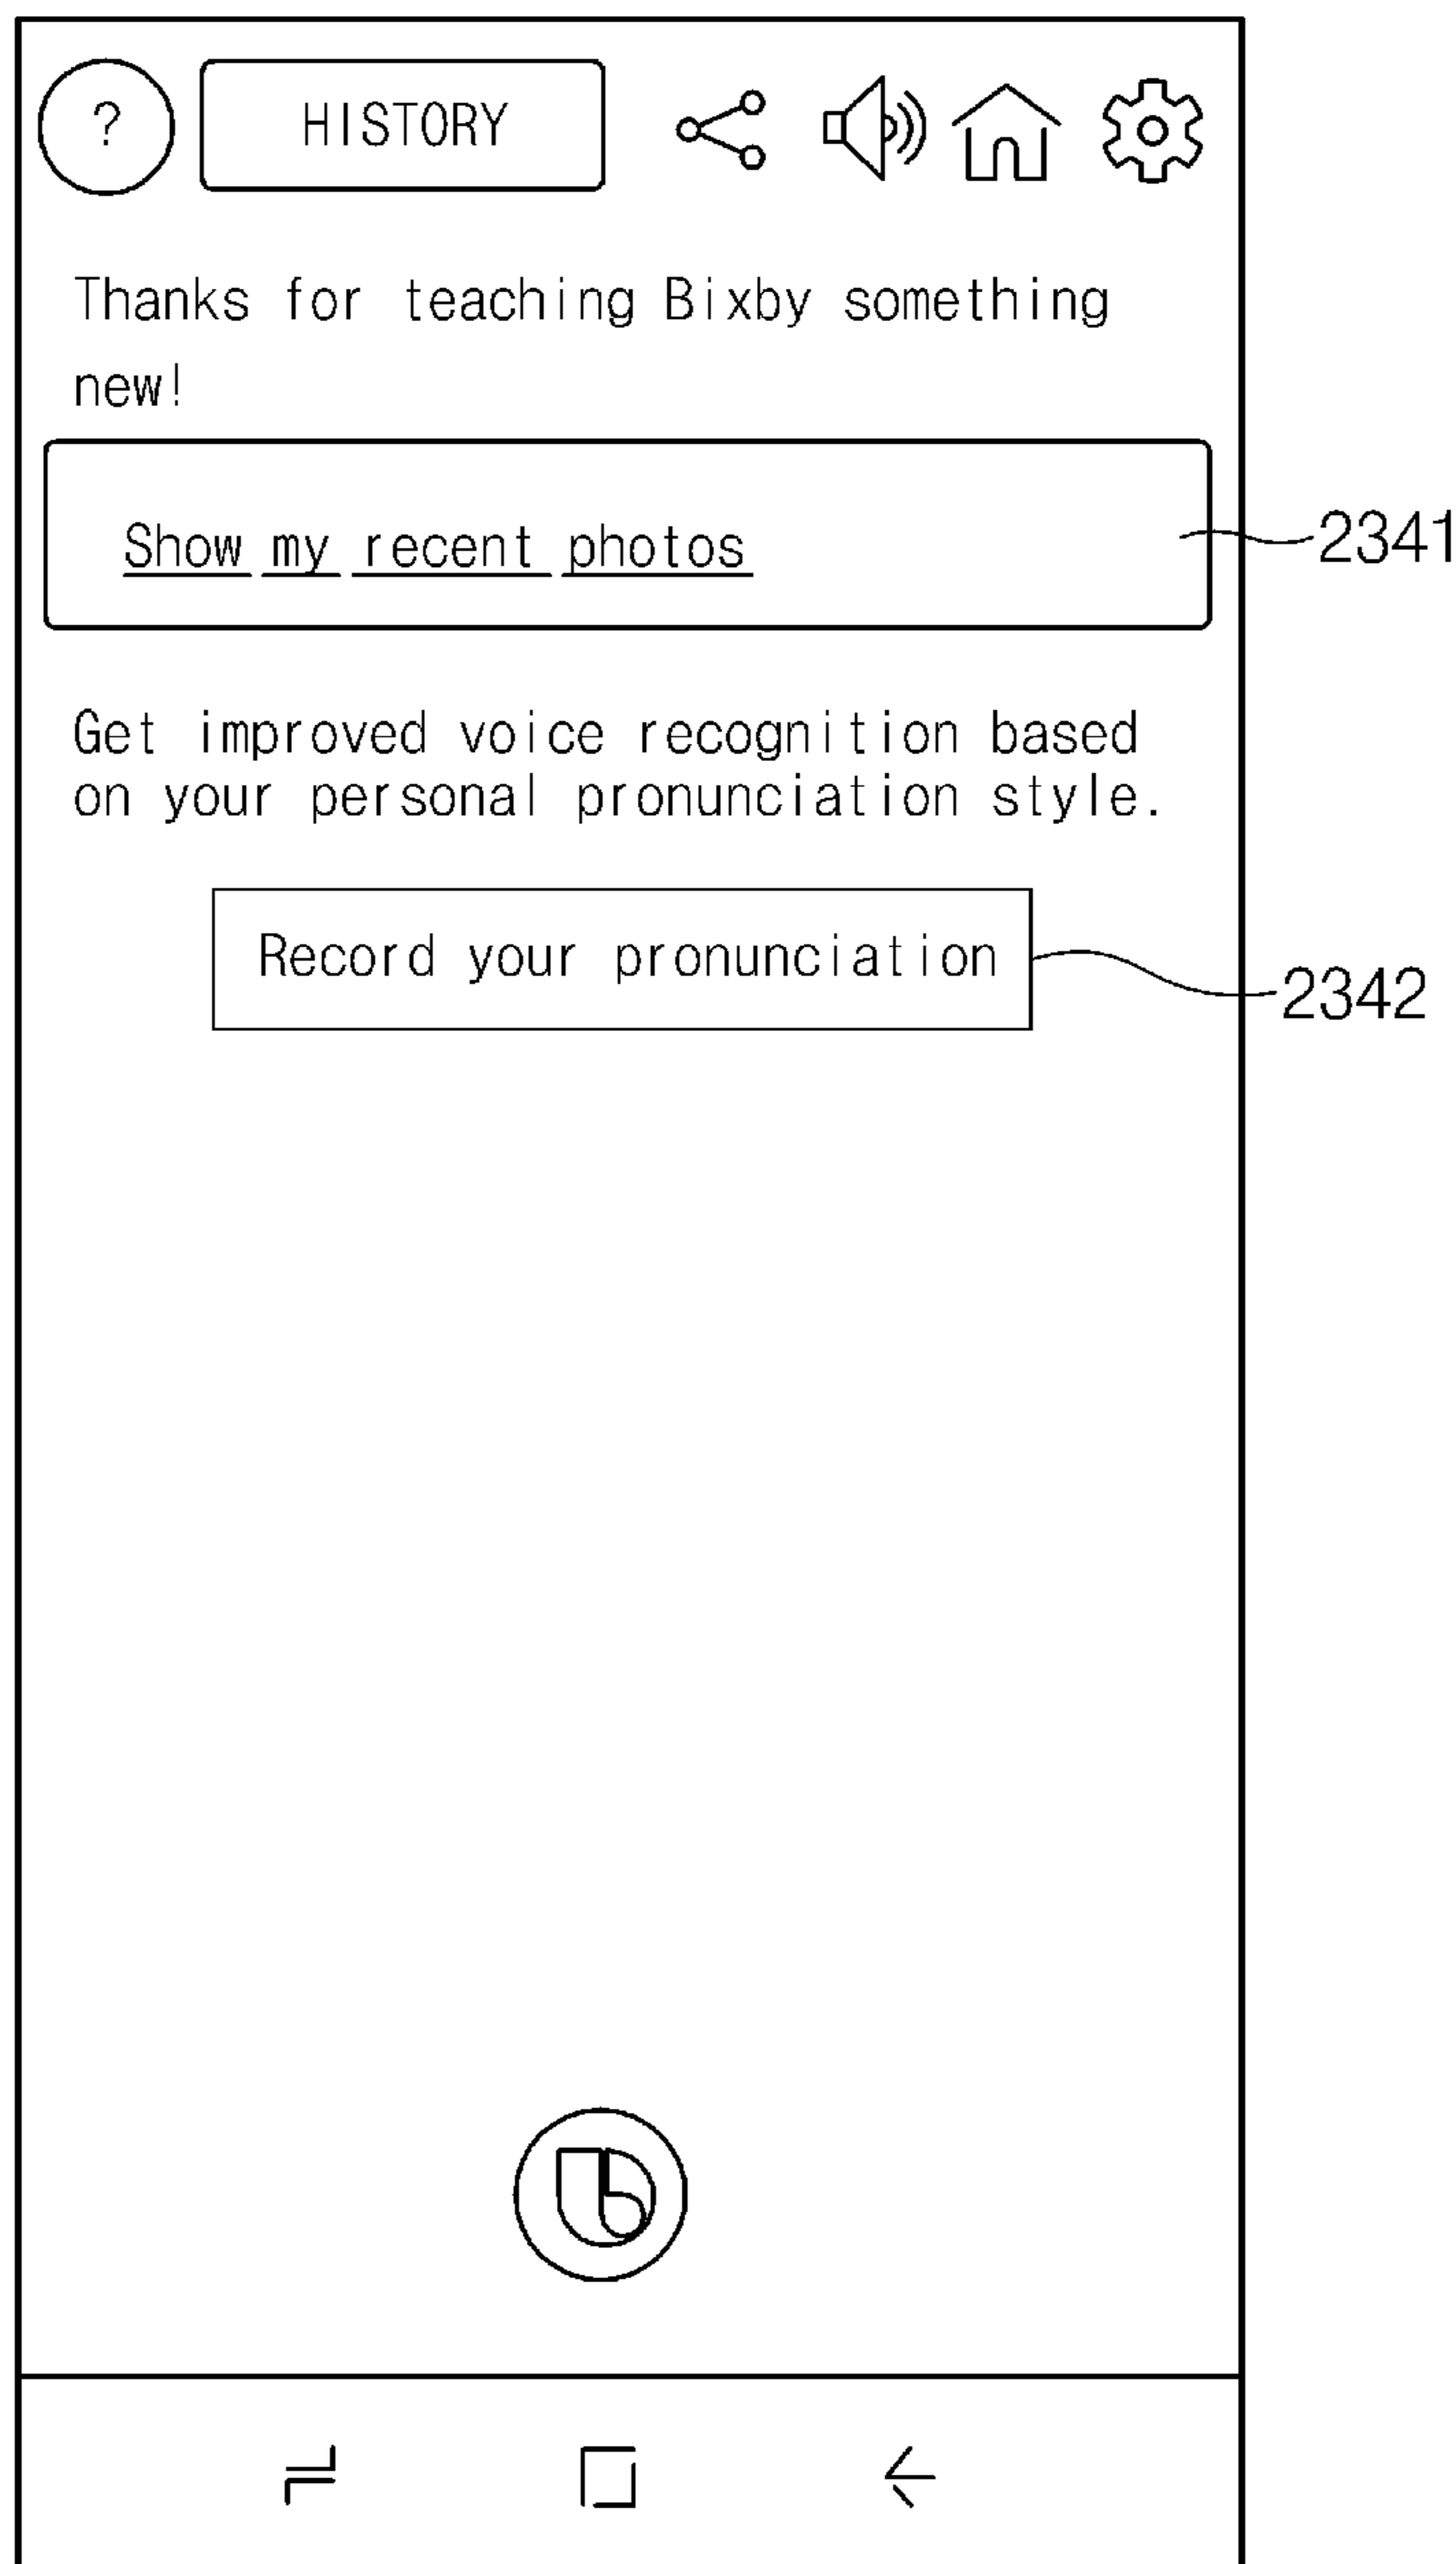 ? HISTORY
Thanks for teaching Bixby something
new!
Show my recent photos
2341
Get improved voice recognition based
on your personal pronunciation style.
Record your pronunciation
2342